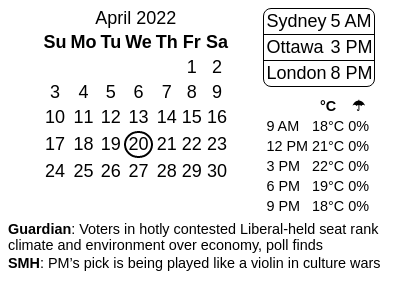 April 2022
Su Mo Tu We Th Fr Sa
1 2
3 4 5 6 7 8 9
10 11 12 13 14 15 16
17 18 19 20 21 22 23
24 25 26 27 28 29 30
Sydney 5 AM
Ottawa 3 PM
London 8 PM
°C ☂
9 AM 18°C 0%
12 PM 21°C 0%
3 PM 22°C 0%
6 PM 19°C 0%
9 PM 18°C 0%
Guardian: Voters in hotly contested Liberal-held seat rank
climate and environment over economy, poll finds
SMH: PM’s pick is being played like a violin in culture wars